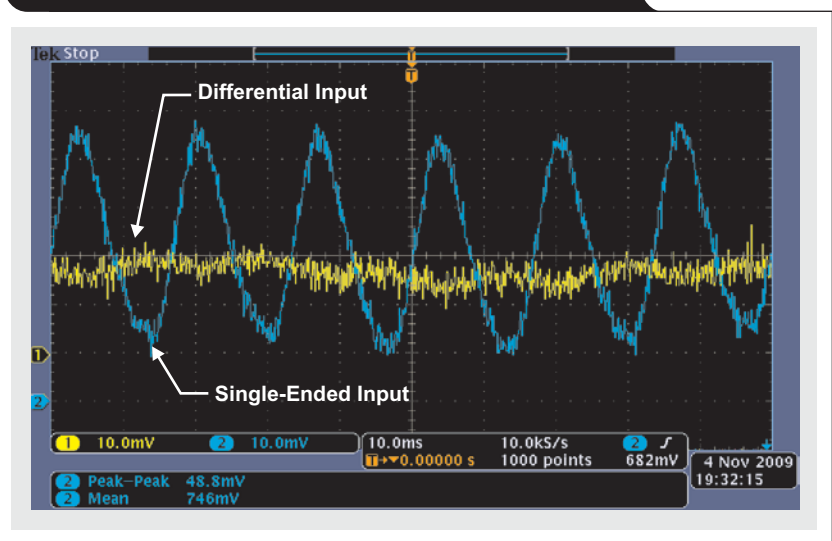 Tek Stop
T
T
Differential Input
1
Single-Ended Input
2
1 10.0mV 2 10.0mV 10.0ms 10.0kS/s 2
T→▼0.00000 s 1000 points 682mV
4 Nov 2009
19:32:15
2 Peak-Peak 48.8mV
2 Mean 746mV